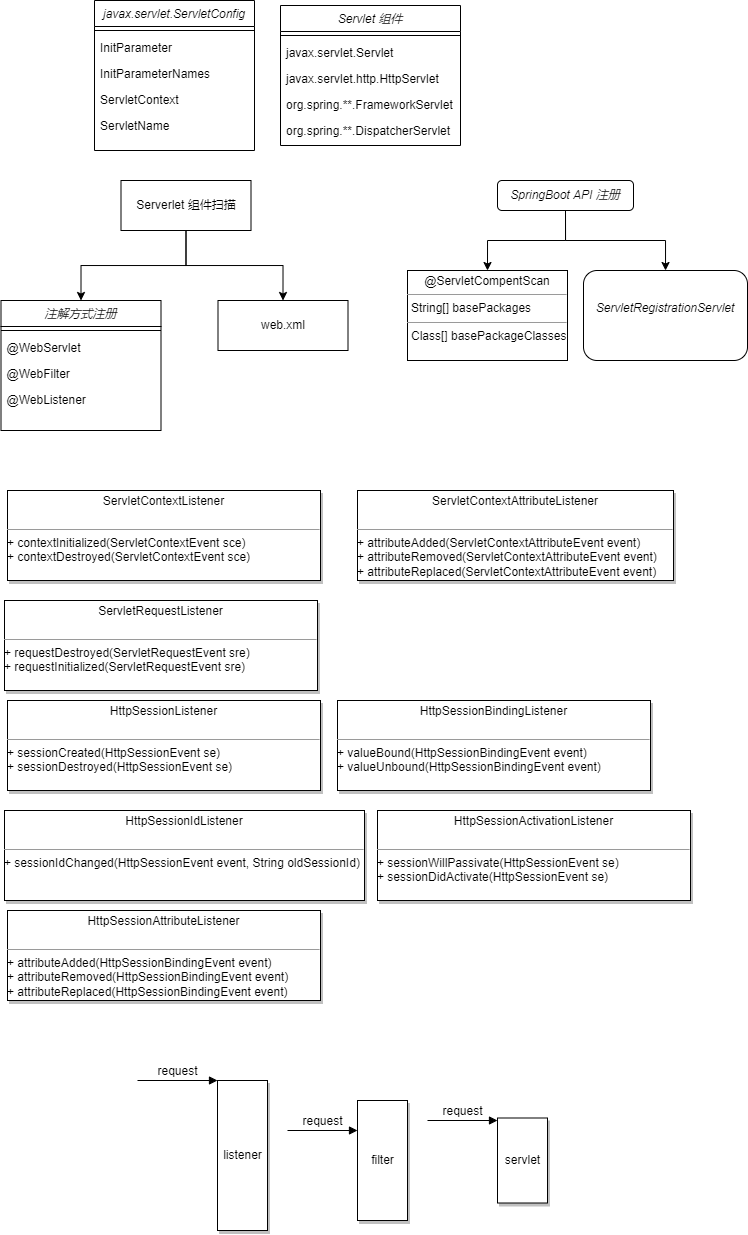 javax.servlet.ServletConfig
InitParameter
InitParameterNames
ServletContext
ServletName
Servlet 组件
javax.servlet.Servlet
javax.servlet.http.HttpServlet
org.spring.**.FrameworkServlet
org.spring.**.DispatcherServlet
Serverlet 组件扫描
注解方式注册
@WebServlet
@WebFilter
@WebListener
web.xml
SpringBoot API 注册
@ServletCompentScan
String[] basePackages
Class[] basePackageClasses
ServletRegistrationServlet
ServletContextListener
+ contextInitialized(ServletContextEvent sce)
+ contextDestroyed(ServletContextEvent sce)
ServletContextAttributeListener
+ attributeAdded(ServletContextAttributeEvent event)
+ attributeRemoved(ServletContextAttributeEvent event)
+ attributeReplaced(ServletContextAttributeEvent event)
ServletRequestListener
+ requestDestroyed(ServletRequestEvent sre)
+ requestInitialized(ServletRequestEvent sre)
HttpSessionListener
+ sessionCreated(HttpSessionEvent se)
+ sessionDestroyed(HttpSessionEvent se)
HttpSessionBindingListener
+ valueBound(HttpSessionBindingEvent event)
+ valueUnbound(HttpSessionBindingEvent event)
HttpSessionIdListener
+ sessionIdChanged(HttpSessionEvent event, String oldSessionId)
HttpSessionActivationListener
+ sessionWillPassivate(HttpSessionEvent se)
+ sessionDidActivate(HttpSessionEvent se)
HttpSessionAttributeListener
+ attributeAdded(HttpSessionBindingEvent event)
+ attributeRemoved(HttpSessionBindingEvent event)
+ attributeReplaced(HttpSessionBindingEvent event)
request
listener
request
filter
request
servlet